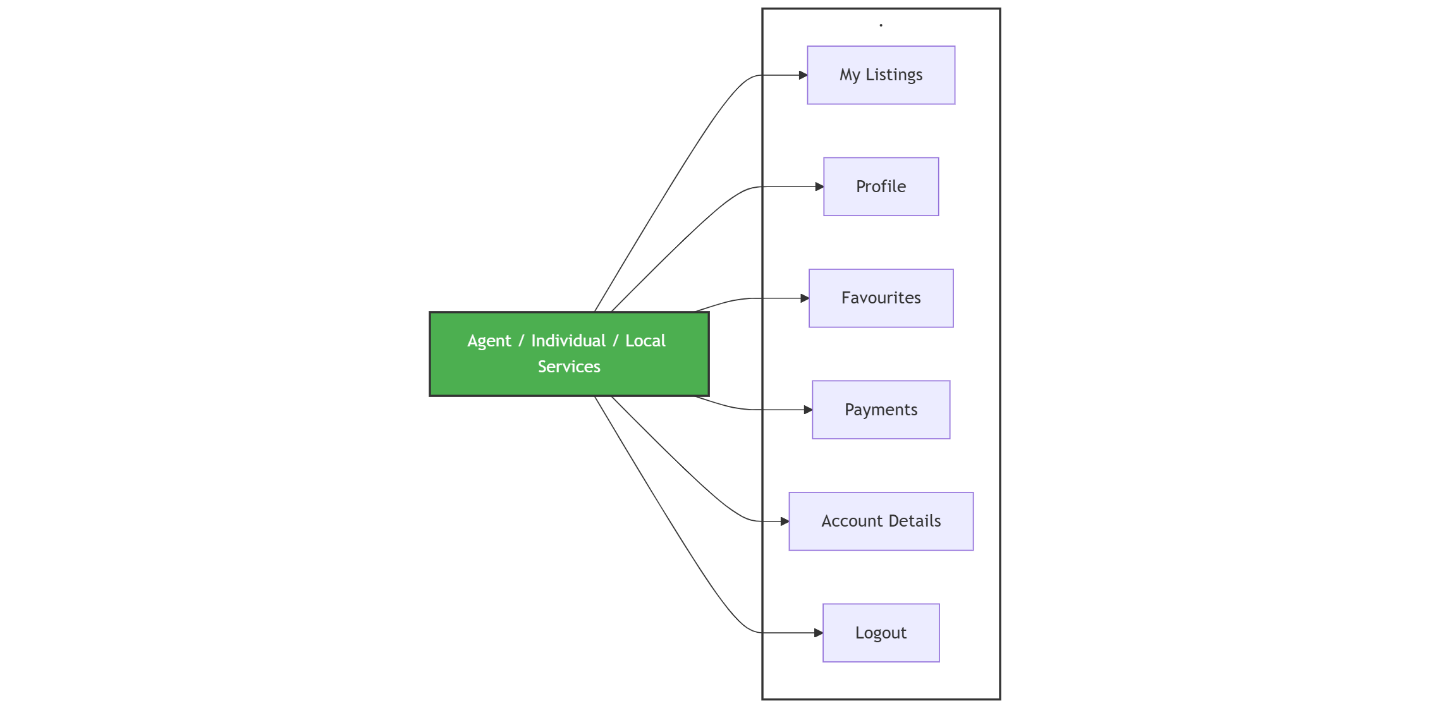 .
My Listings
Profile
Favourites
Agent / Individual / Local
Services
Payments
Account Details
Logout